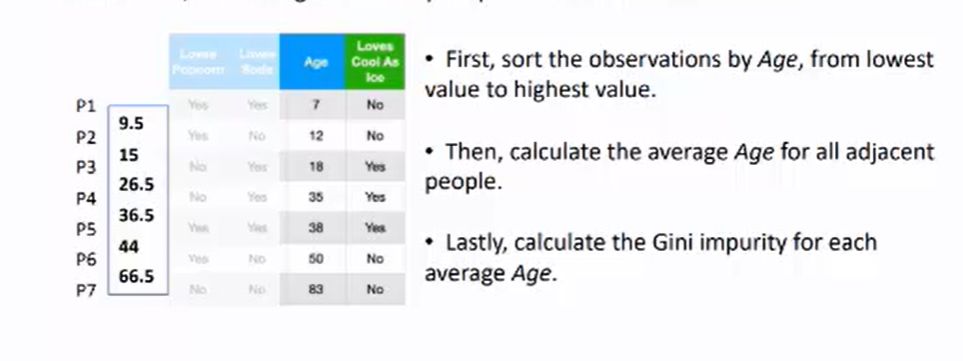 Loves Popcorn Loves Soda Age Loves Cool As Ice
P1 Yes Yes 7 No
9.5
P2 Yes No 12 No
15
P3 No Yes 18 Yes
26.5
P4 No Yes 35 Yes
36.5
P5 Yes Yes 38 Yes
44
P6 Yes No 50 No
66.5
P7 No No 83 No
• First, sort the observations by Age, from lowest
value to highest value.
• Then, calculate the average Age for all adjacent
people.
• Lastly, calculate the Gini impurity for each
average Age.